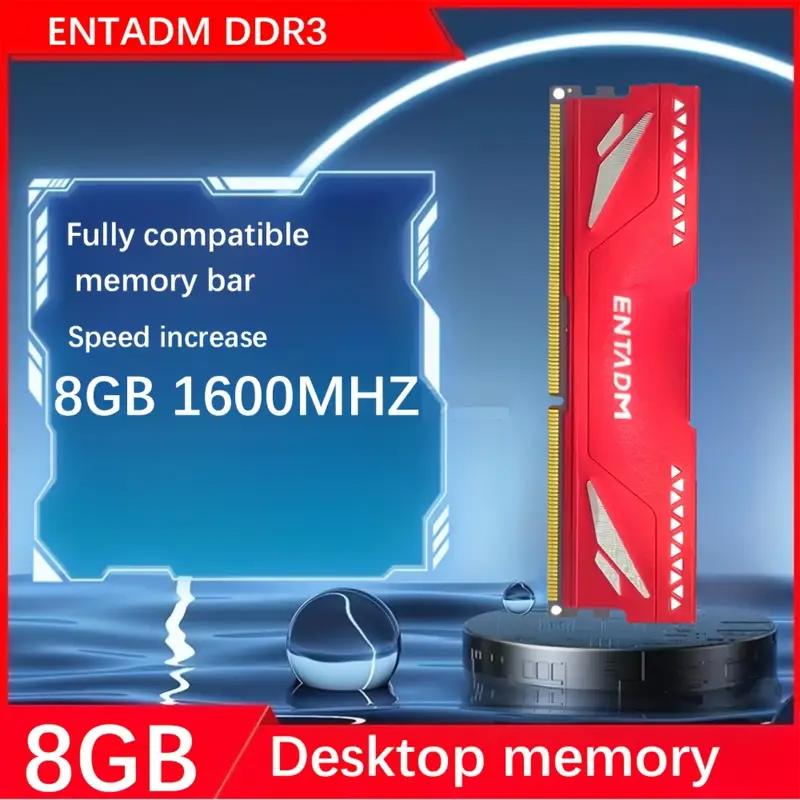 ENTADM DDR3
Fully compatible
memory bar
Speed increase
8GB 1600MHZ
ENTADM
8GB
Desktop memory